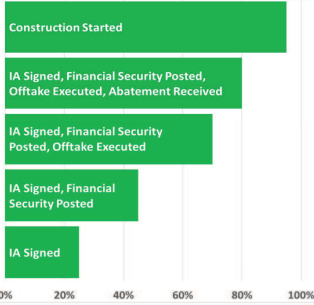 Construction Started
IA Signed, Financial Security Posted,
Offtake Executed, Abatement Received
IA Signed, Financial Security
Posted, Offtake Executed
IA Signed, Financial
Security Posted
IA Signed
0% 20% 40% 60% 80% 100%